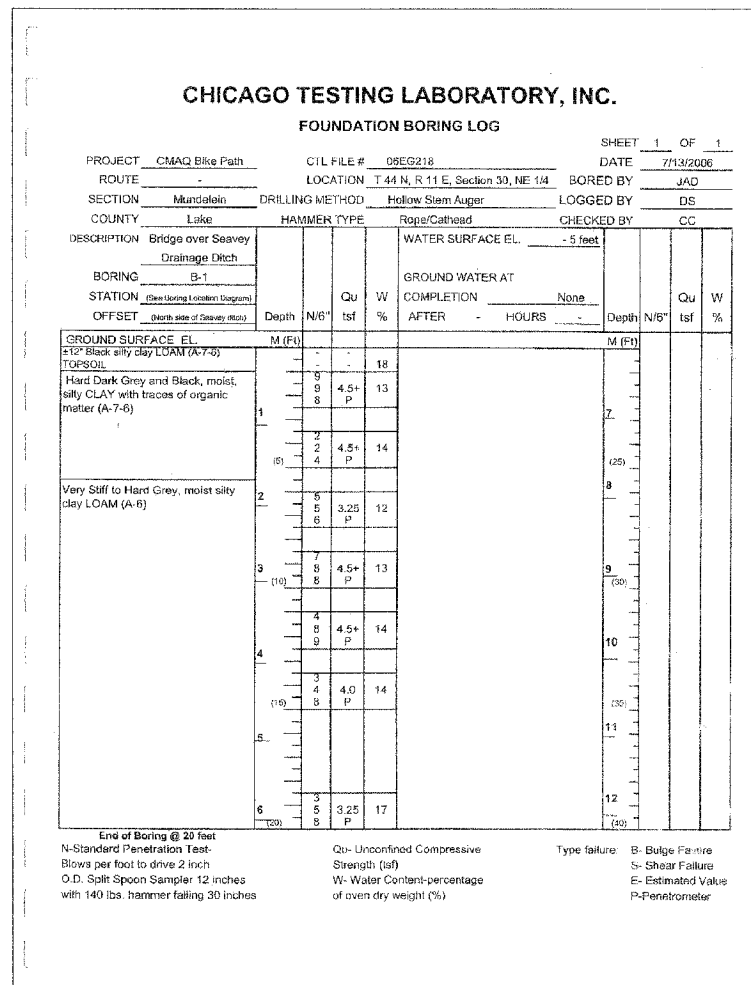 CHICAGO TESTING LABORATORY, INC.
FOUNDATION BORING LOG
SHEET 1 OF 1
PROJECT CMAQ Bike Path CTL FILE # 06EG218 DATE 7/13/2006
ROUTE - LOCATION T 44 N, R 11 E, Section 30, NE 1/4 BORED BY JAD
SECTION Mundelein DRILLING METHOD Hollow Stem Auger LOGGED BY DS
COUNTY Lake HAMMER TYPE Rope/Cathead CHECKED BY CC
DESCRIPTION Bridge over Seavey WATER SURFACE EL. - 5 feet
Drainage Ditch
BORING B-1 GROUND WATER AT
STATION (See Boring Location Diagram) Qu W COMPLETION None Qu W
OFFSET (North side of Seavey ditch) Depth N/6" tsf % AFTER - HOURS - Depth N/6" tsf %
GROUND SURFACE EL. M (Ft) M (Ft)
±12" Black silty clay LOAM (A-7-6) - -
TOPSOIL - - 18
Hard Dark Grey and Black, moist, 9
silty CLAY with traces of organic 9 4.5+ 13
matter (A-7-6) 8 P
1 7
2
2 4.5+ 14
(5) 4 P (25)
8
Very Stiff to Hard Grey, moist silty 2 5
clay LOAM (A-6) 5 3.25 12
6 P
7
3 8 4.5+ 13 9
(10) 8 P (30)
4
8 4.5+ 14
9 P 10
4
3
4 4.0 14
(15) 8 P (35)
11
5
3 12
6 5 3.25 17
(20) 8 P (40)
End of Boring @ 20 feet
N-Standard Penetration Test- Qu- Unconfined Compressive Type failure: B- Bulge Failure
Blows per foot to drive 2 inch Strength (tsf) S- Shear Failure
O.D. Split Spoon Sampler 12 inches W- Water Content-percentage E- Estimated Value
with 140 lbs. hammer falling 30 inches of oven dry weight (%) P-Penetrometer